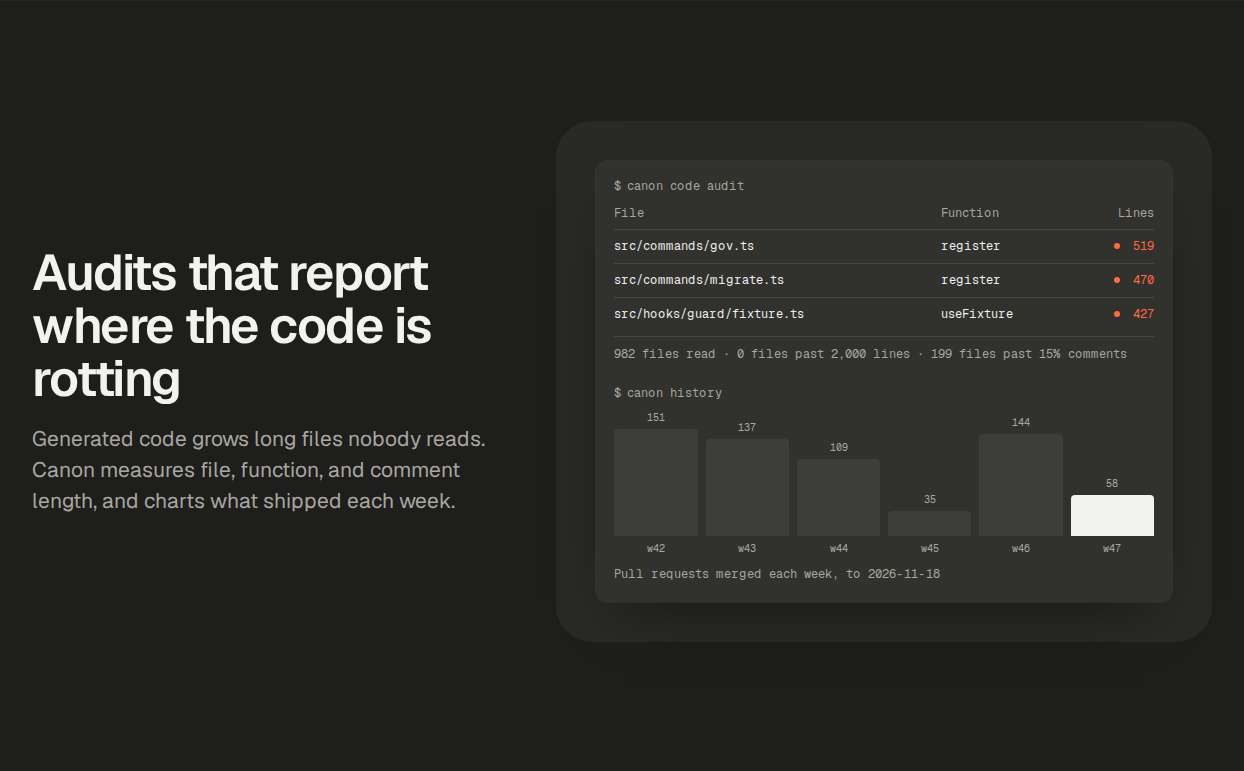 Audits that report
where the code is
rotting
Generated code grows long files nobody reads.
Canon measures file, function, and comment
length, and charts what shipped each week.
$ canon code audit
File Function Lines
src/commands/gov.ts register 519
src/commands/migrate.ts register 470
src/hooks/guard/fixture.ts useFixture 427
982 files read · 0 files past 2,000 lines · 199 files past 15% comments
$ canon history
151 137 109 35 144 58
w42 w43 w44 w45 w46 w47
Pull requests merged each week, to 2026-11-18